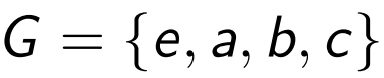 G = {e, a, b, c}